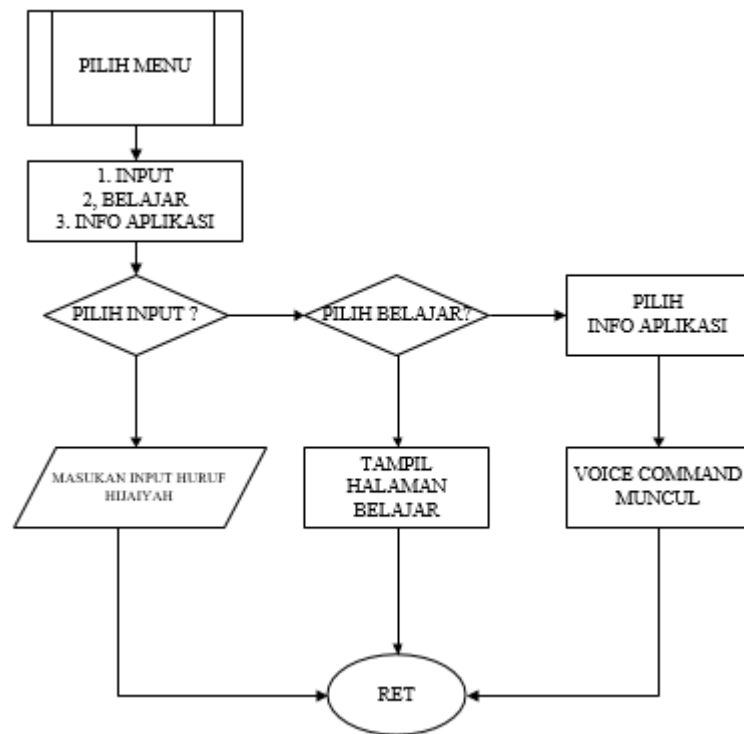 PILIH MENU
1. INPUT
2, BELAJAR
3. INFO APLIKASI
PILIH INPUT ?
PILIH BELAJAR?
PILIH
INFO APLIKASI
MASUKAN INPUT HURUF
HIJAIYAH
TAMPIL
HALAMAN
BELAJAR
VOICE COMMAND
MUNCUL
RET